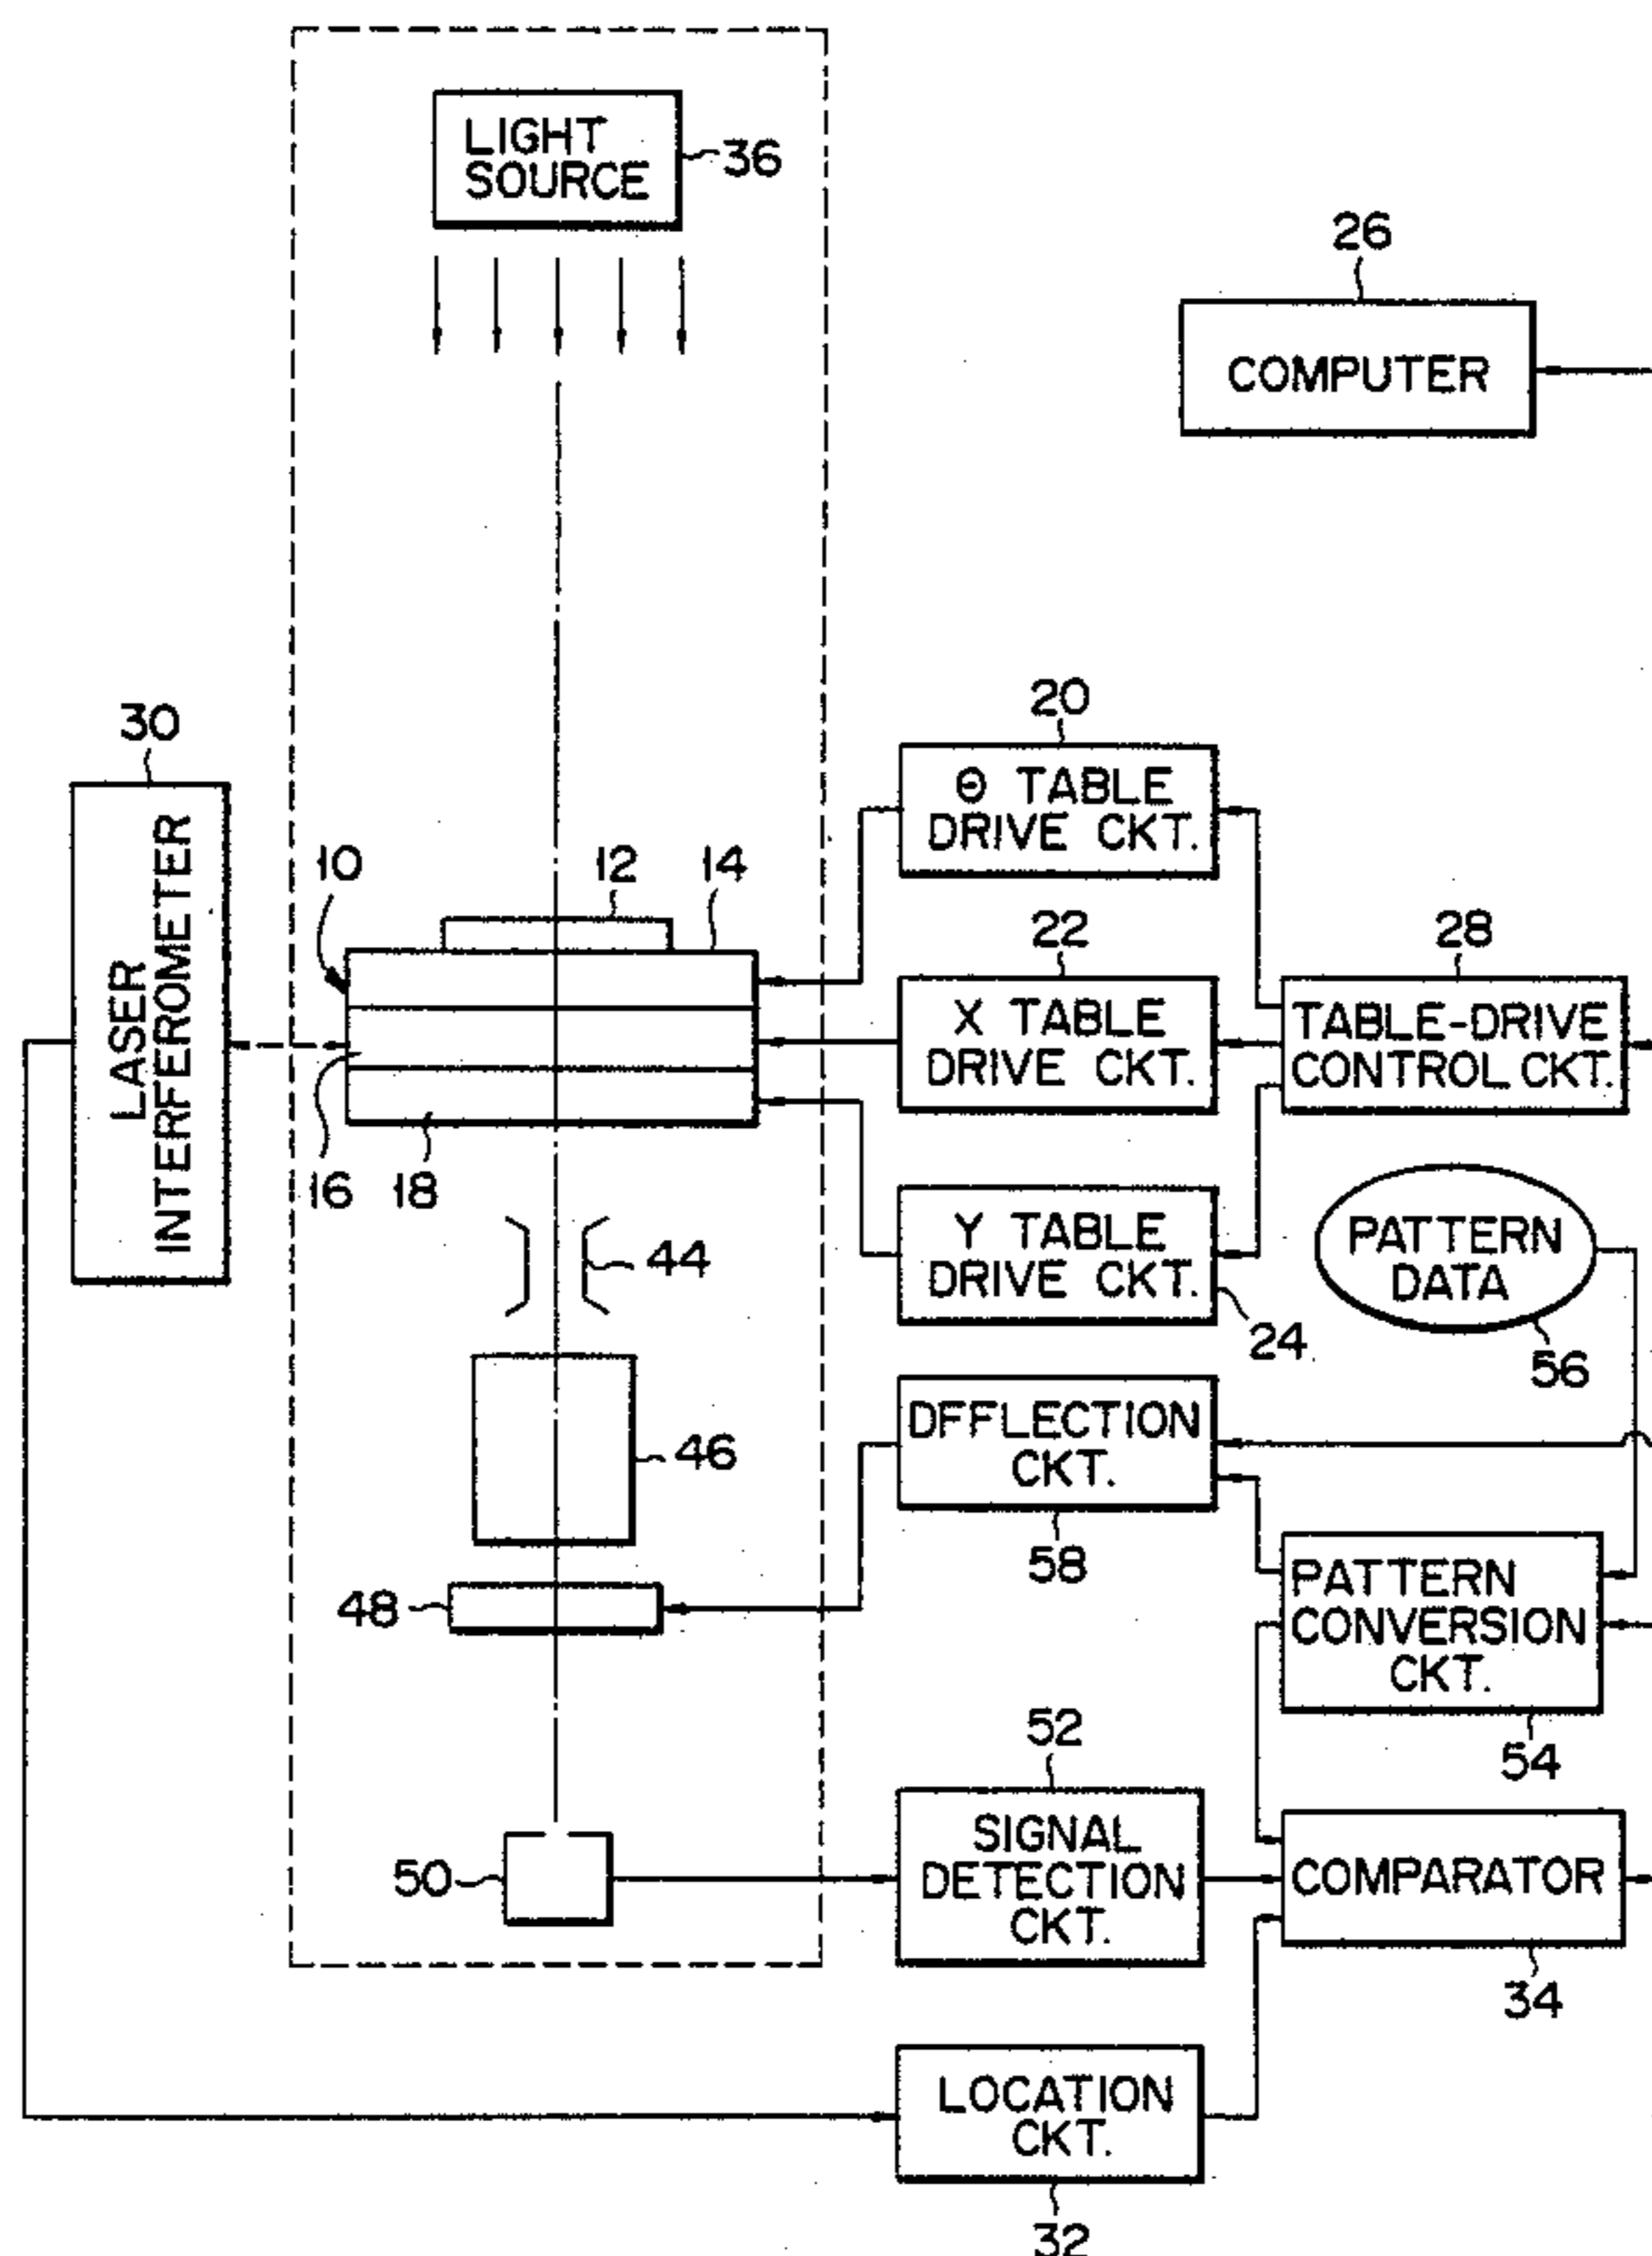 LIGHT
SOURCE
36
26
COMPUTER
30
LASER
INTERFEROMETER
20
Θ TABLE
DRIVE CKT.
10
12
14
22
28
X TABLE
DRIVE CKT.
TABLE-DRIVE
CONTROL CKT.
16
18
44
Y TABLE
DRIVE CKT.
24
PATTERN
DATA
56
46
DFFLECTION
CKT.
58
48
PATTERN
CONVERSION
CKT.
54
52
50
SIGNAL
DETECTION
CKT.
COMPARATOR
34
LOCATION
CKT.
32